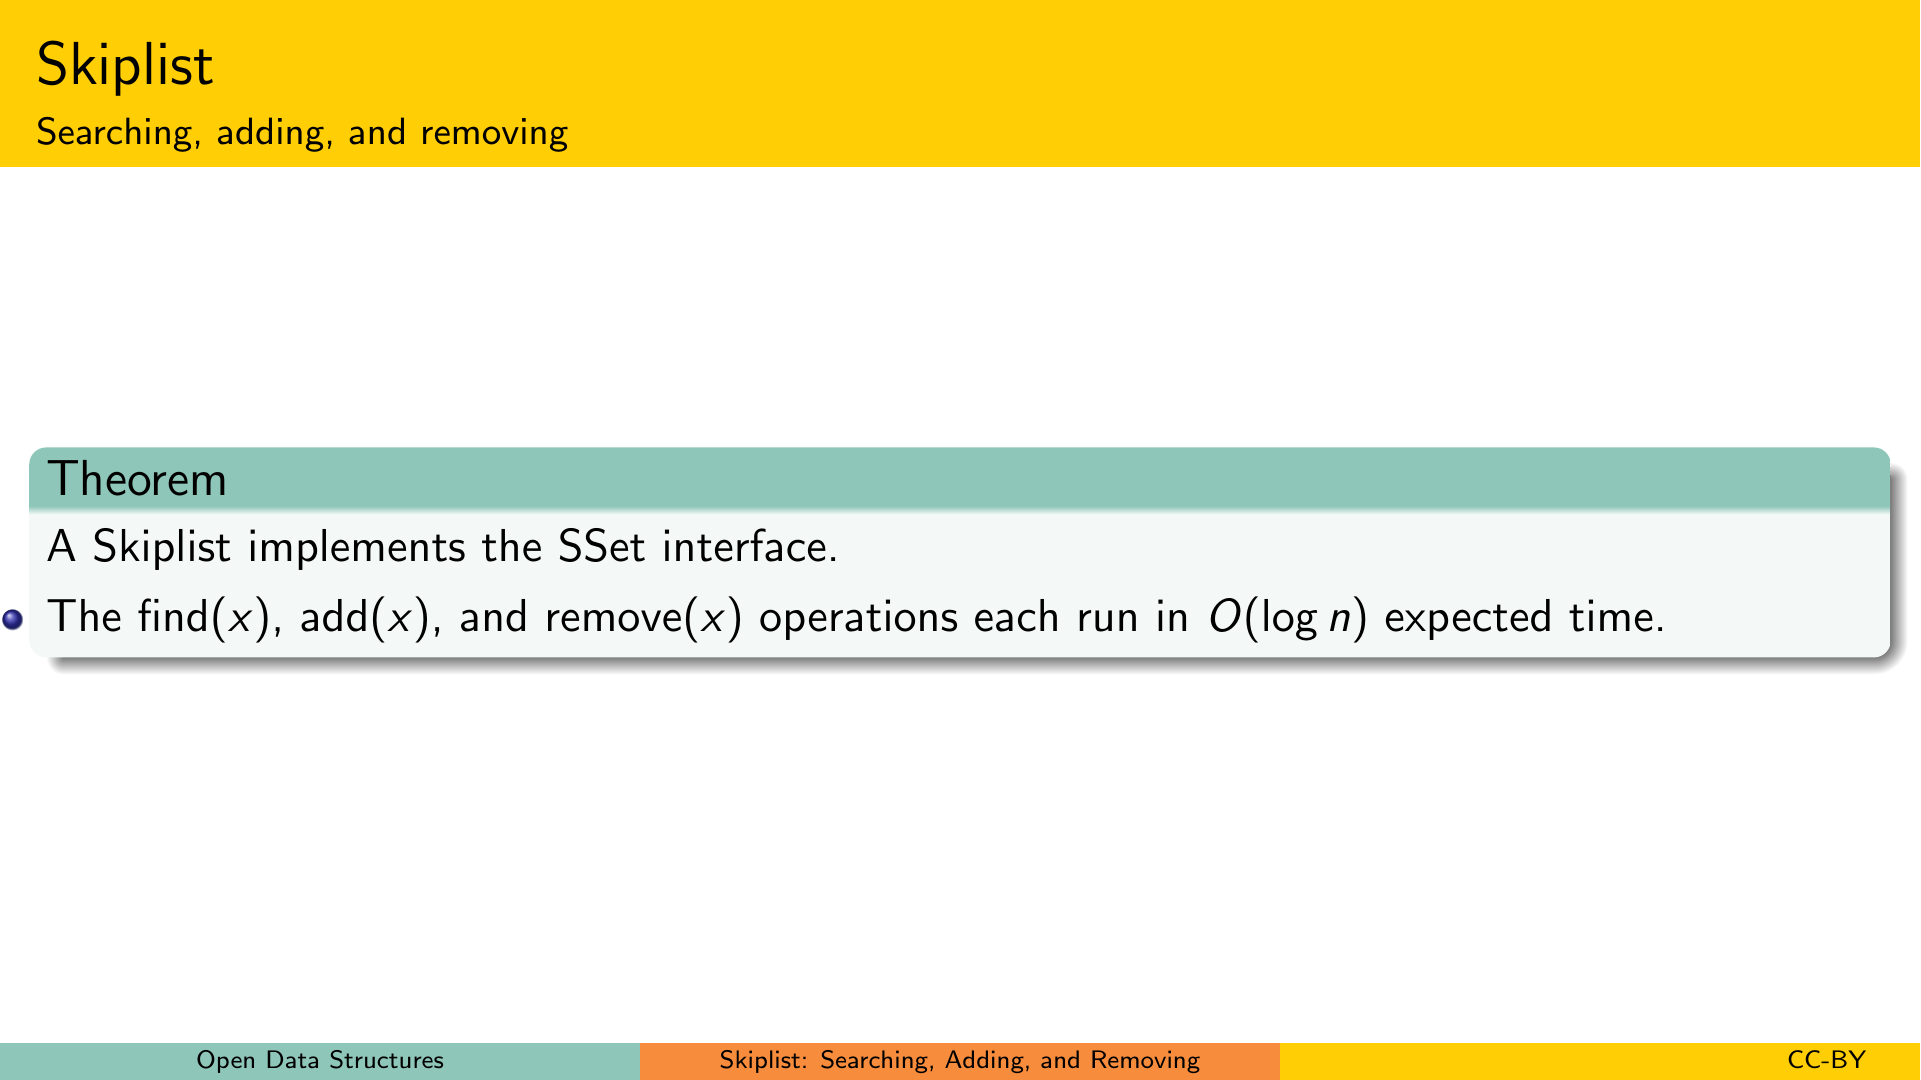 Skiplist
Searching, adding, and removing
Theorem
A Skiplist implements the SSet interface.
The find(x), add(x), and remove(x) operations each run in O(log n) expected time.
Open Data Structures
Skiplist: Searching, Adding, and Removing
CC-BY